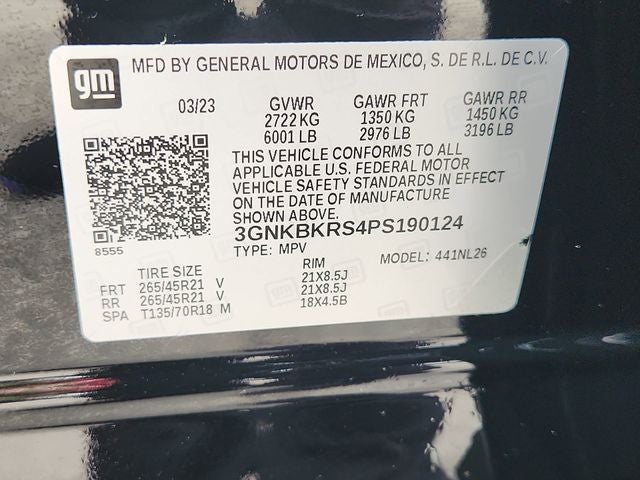 gm
MFD BY GENERAL MOTORS DE MEXICO, S. DE R.L. DE C.V.
03/23 GVWR GAWR FRT GAWR RR
2722 KG 1350 KG 1450 KG
6001 LB 2976 LB 3196 LB
THIS VEHICLE CONFORMS TO ALL
APPLICABLE U.S. FEDERAL MOTOR
VEHICLE SAFETY STANDARDS IN EFFECT
ON THE DATE OF MANUFACTURE
SHOWN ABOVE.
3GNKBKRS4PS190124
8555 TYPE: MPV MODEL: 441NL26
TIRE SIZE RIM
FRT 265/45R21 V 21X8.5J
RR 265/45R21 V 21X8.5J
SPA T135/70R18 M 18X4.5B